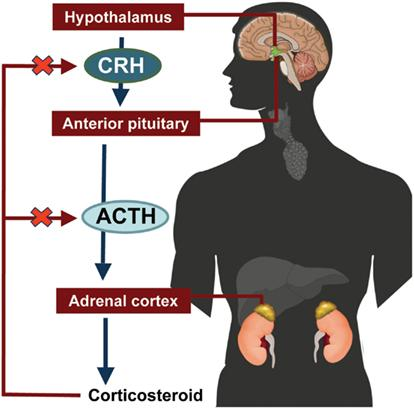 Hypothalamus
CRH
Anterior pituitary
ACTH
Adrenal cortex
Corticosteroid